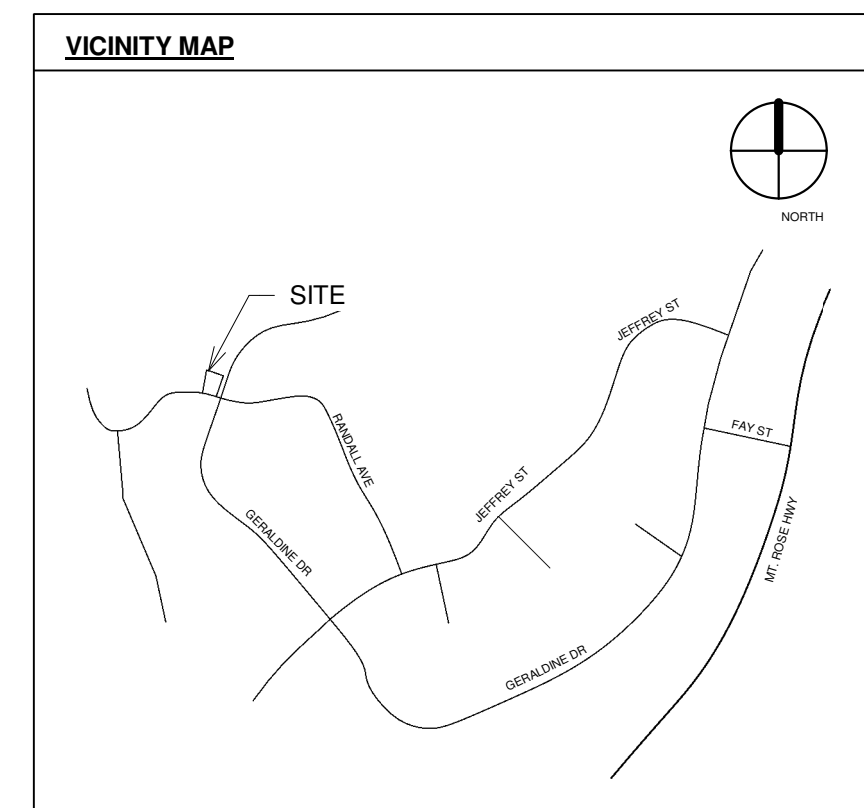 VICINITY MAP
NORTH
SITE
JEFFREY ST
RANDALL AVE
FAY ST
JEFFREY ST
GERALDINE DR
MT. ROSE HWY
GERALDINE DR